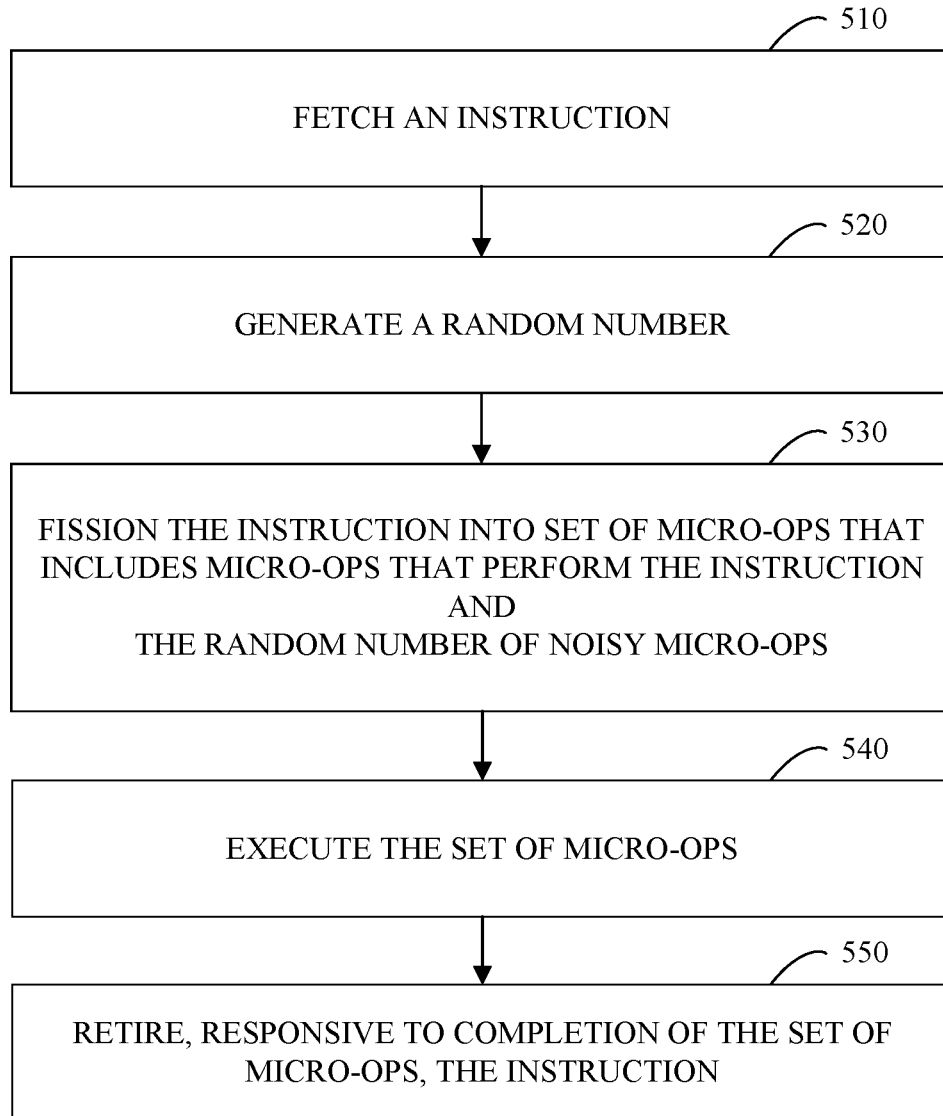 510
FETCH AN INSTRUCTION
520
GENERATE A RANDOM NUMBER
530
FISSION THE INSTRUCTION INTO SET OF MICRO-OPS THAT
INCLUDES MICRO-OPS THAT PERFORM THE INSTRUCTION
AND
THE RANDOM NUMBER OF NOISY MICRO-OPS
540
EXECUTE THE SET OF MICRO-OPS
550
RETIRE, RESPONSIVE TO COMPLETION OF THE SET OF
MICRO-OPS, THE INSTRUCTION